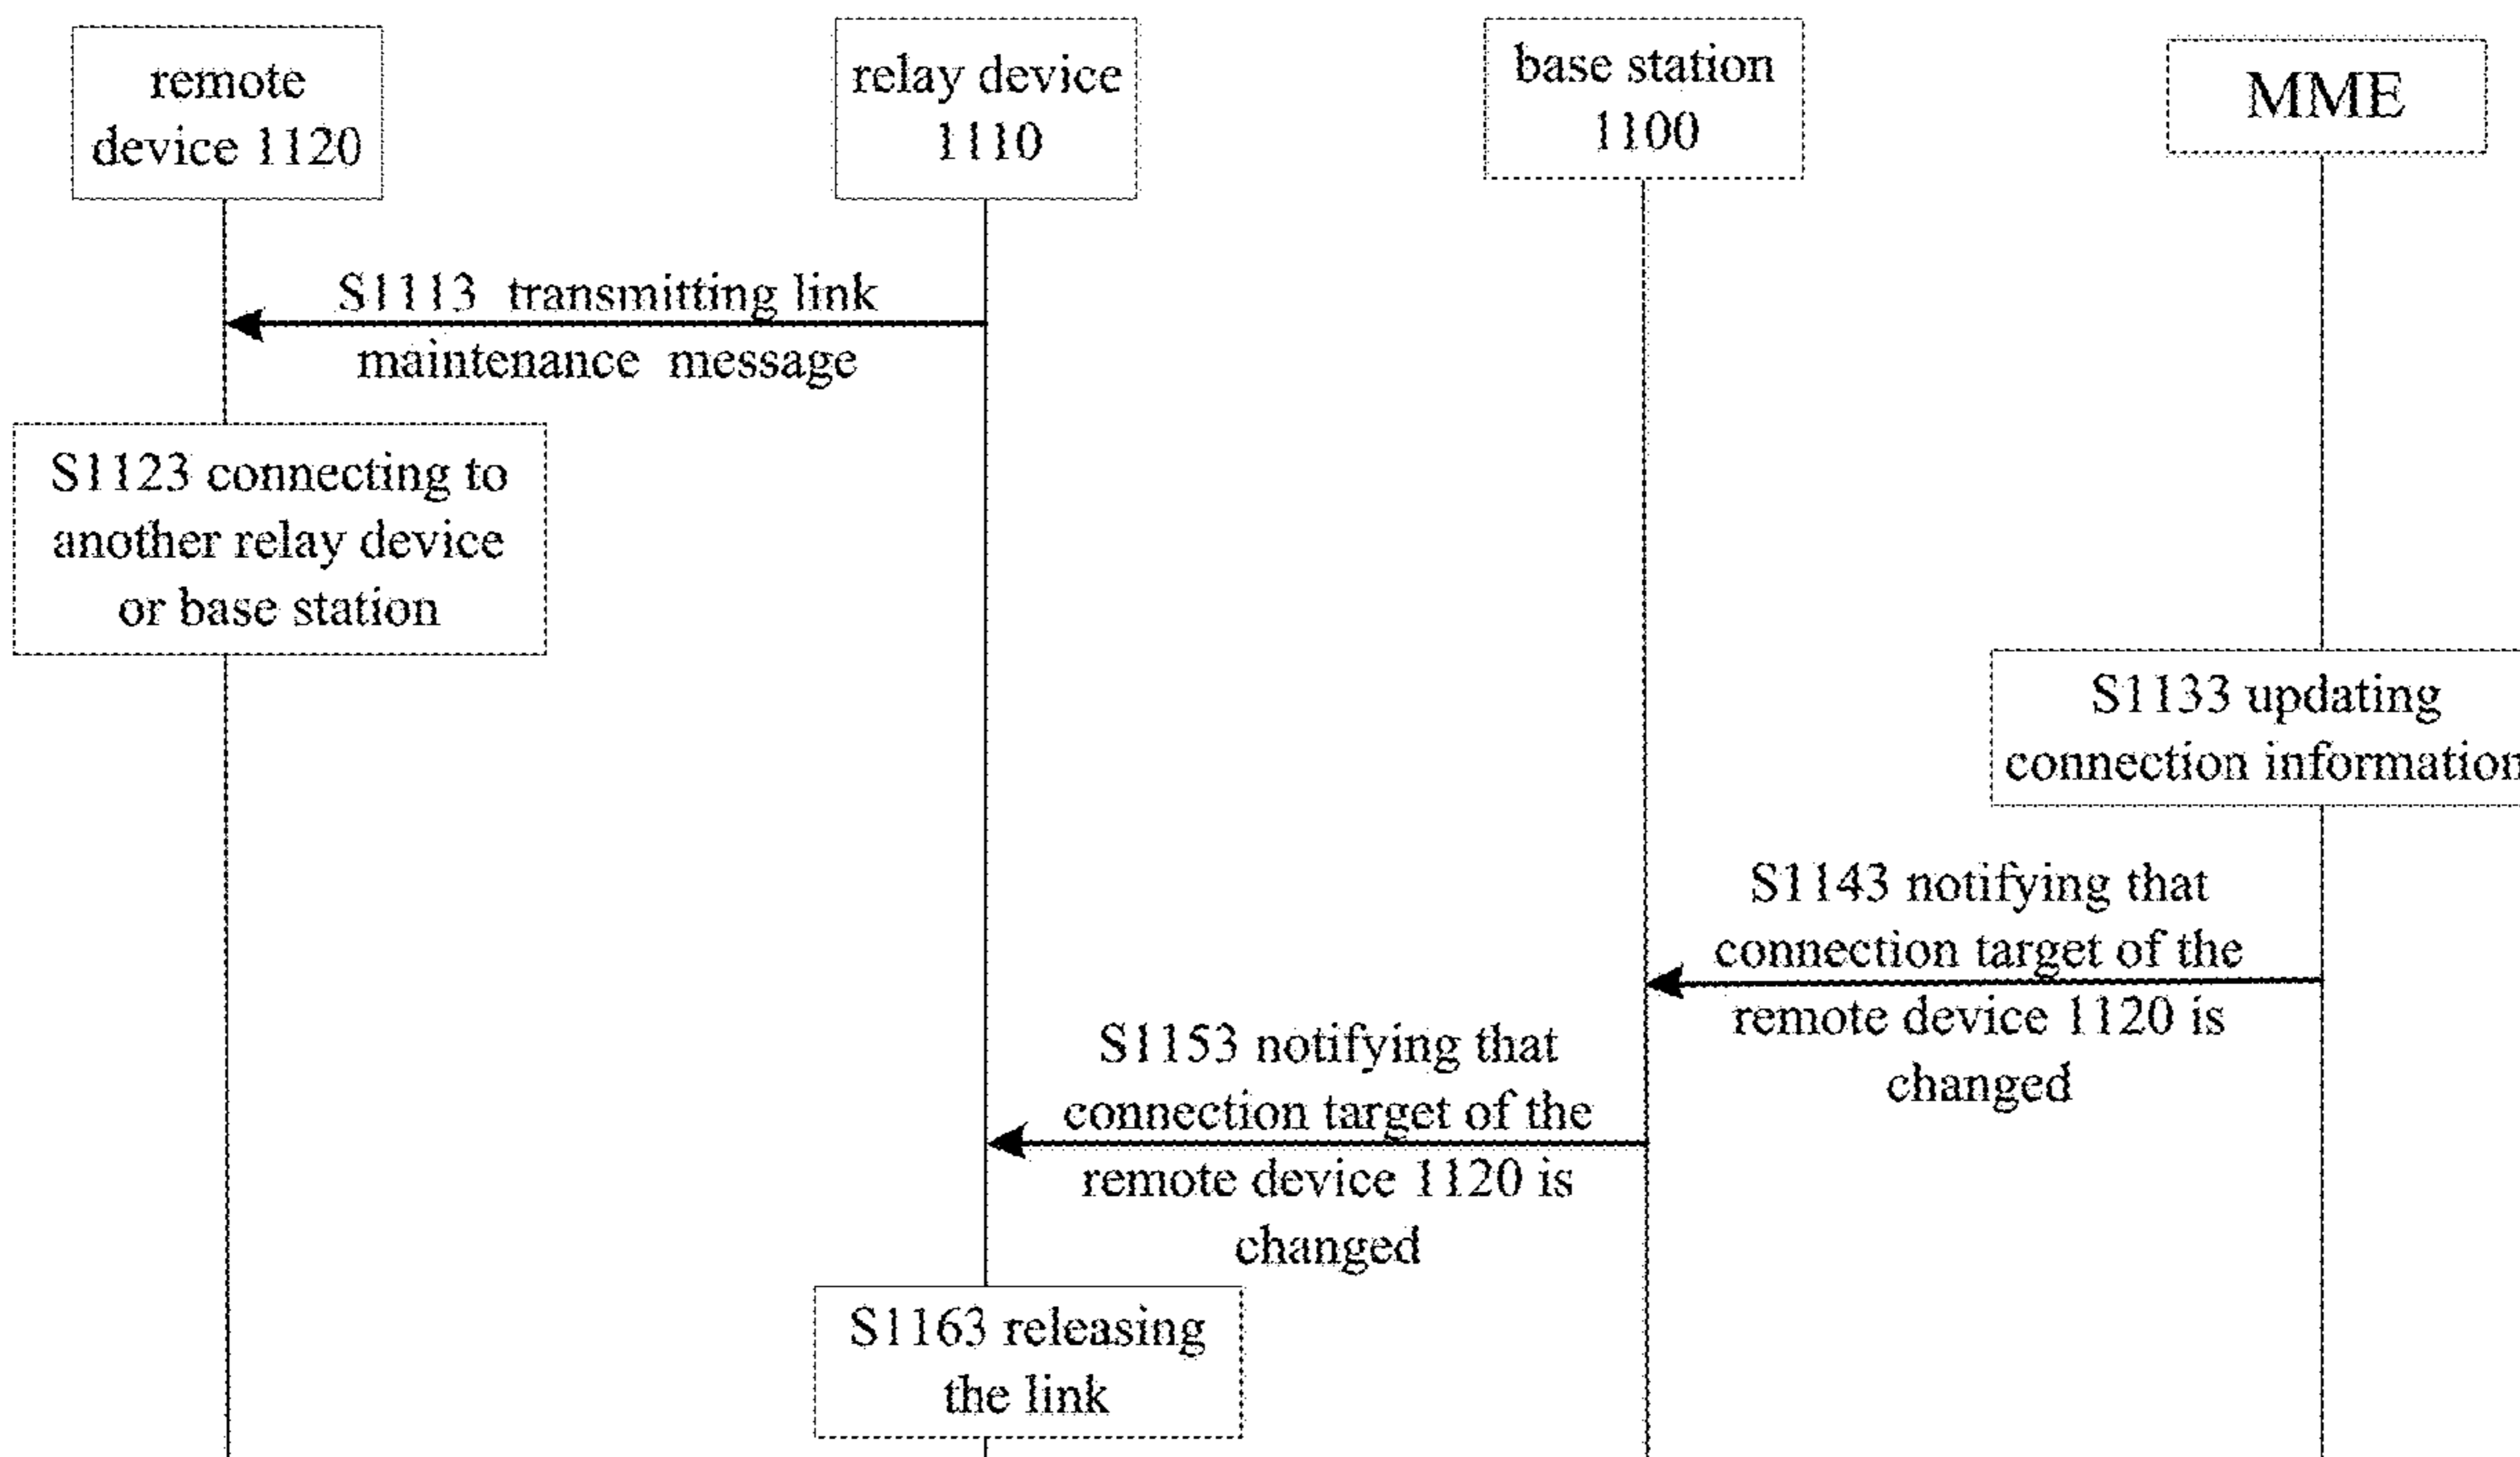 remote
device 1120
relay device
1110
base station
1100
MME
S1113 transmitting link
maintenance message
S1123 connecting to
another relay device
or base station
S1133 updating
connection information
S1143 notifying that
connection target of the
remote device 1120 is
changed
S1153 notifying that
connection target of the
remote device 1120 is
changed
S1163 releasing
the link